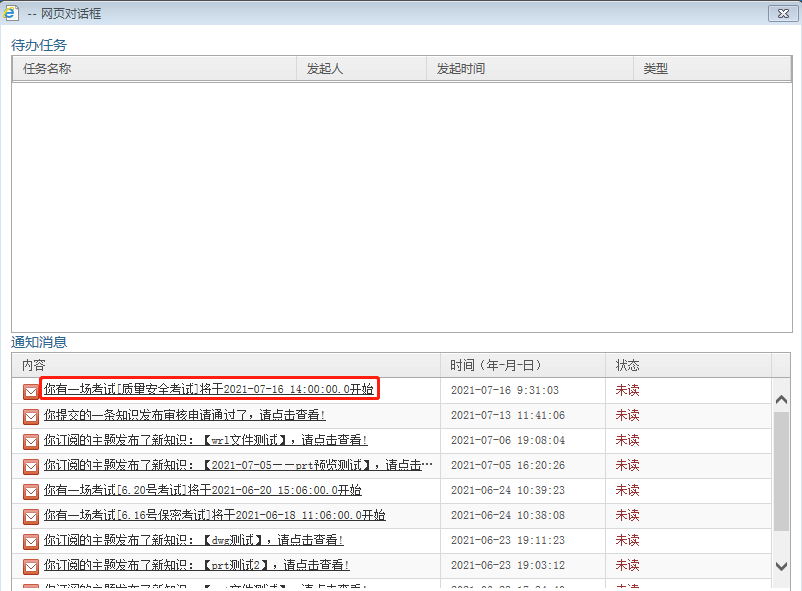 -- 网页对话框
待办任务
任务名称 发起人 发起时间 类型
通知消息
内容 时间（年-月-日） 状态
你有一场考试[质量安全考试]将于2021-07-16 14:00:00.0开始 2021-07-16 9:31:03 未读
你提交的一条知识发布审核申请通过了,请点击查看! 2021-07-13 11:41:06 未读
你订阅的主题发布了新知识:【wrl文件测试】,请点击查看! 2021-07-06 19:08:04 未读
你订阅的主题发布了新知识:【2021-07-05——prt预览测试】,请点击… 2021-07-05 16:20:26 未读
你有一场考试[6.20号考试]将于2021-06-20 15:06:00.0开始 2021-06-24 10:39:23 未读
你有一场考试[6.16号保密考试]将于2021-06-18 11:06:00.0开始 2021-06-24 10:38:08 未读
你订阅的主题发布了新知识:【dwg测试】,请点击查看! 2021-06-23 19:11:23 未读
你订阅的主题发布了新知识:【prt测试2】,请点击查看! 2021-06-23 19:03:12 未读